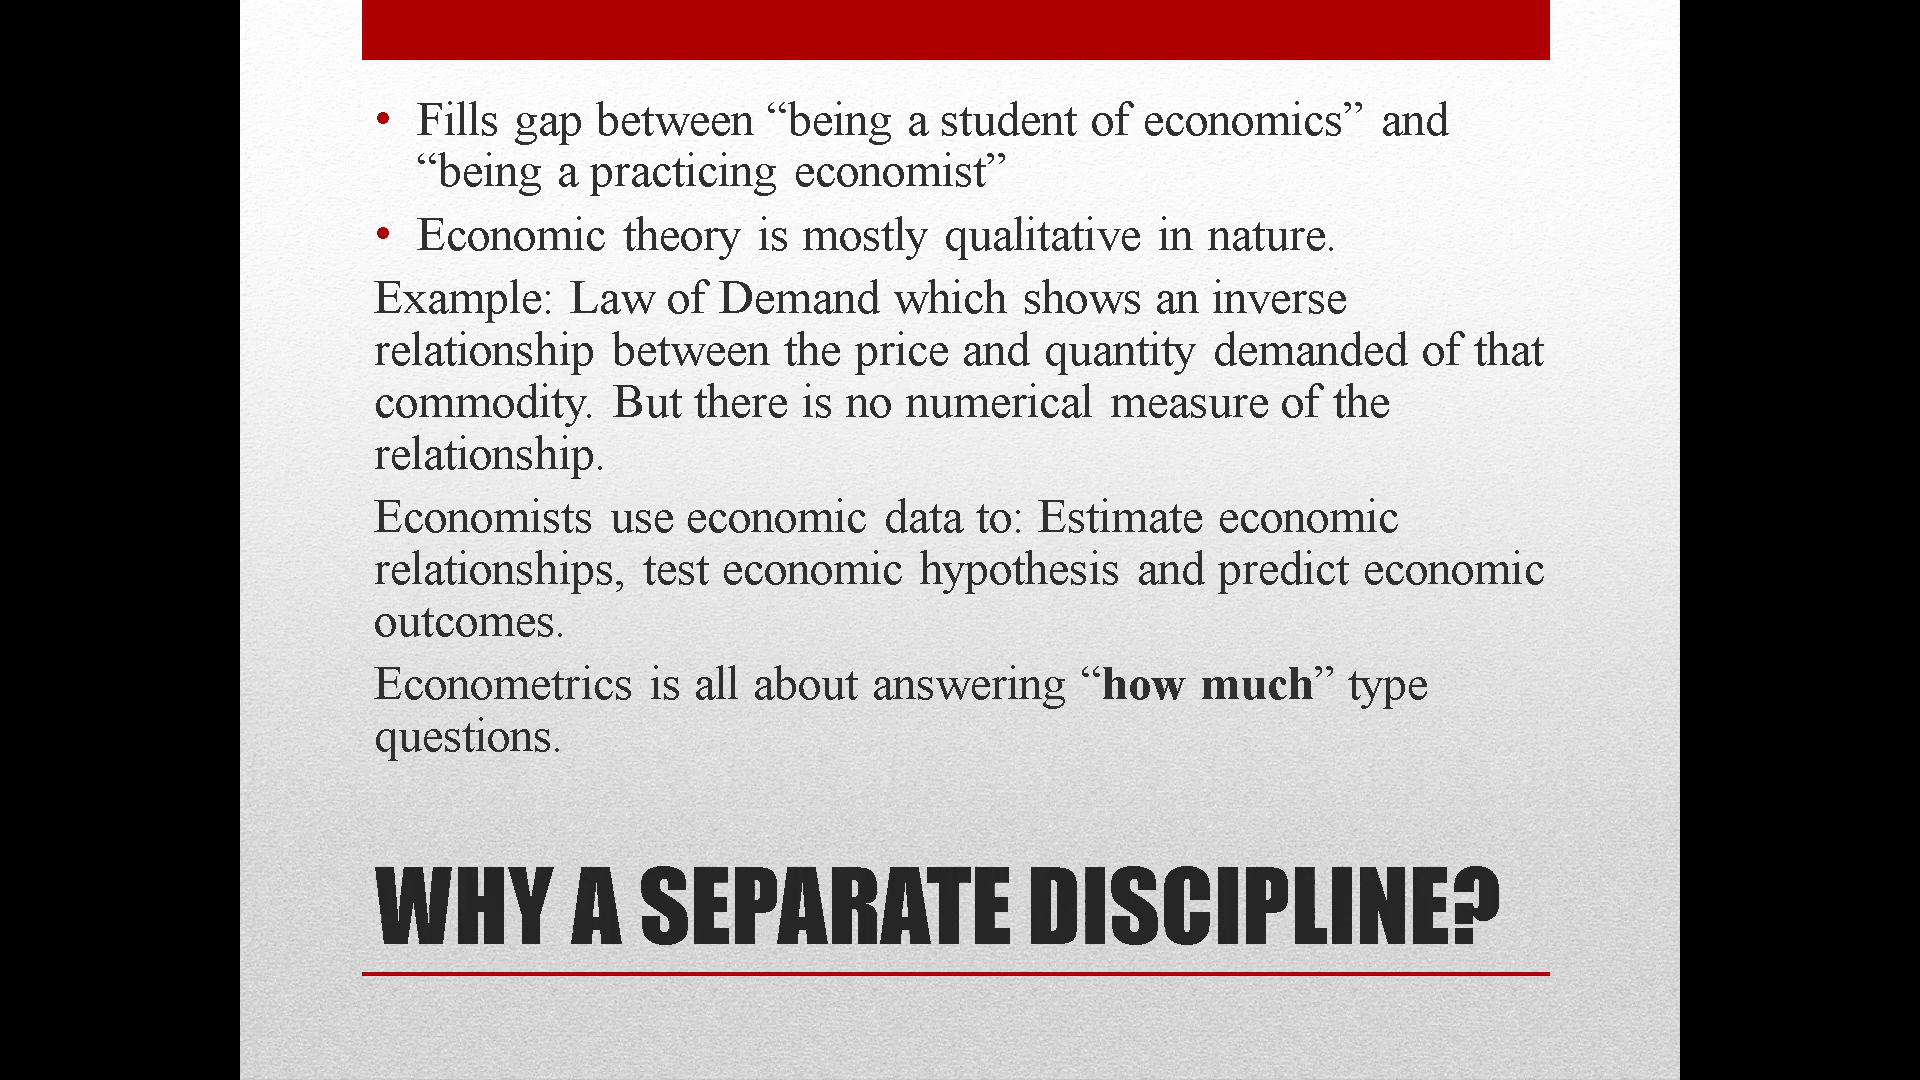 • Fills gap between “being a student of economics” and
“being a practicing economist”
• Economic theory is mostly qualitative in nature.
Example: Law of Demand which shows an inverse
relationship between the price and quantity demanded of that
commodity. But there is no numerical measure of the
relationship.
Economists use economic data to: Estimate economic
relationships, test economic hypothesis and predict economic
outcomes.
Econometrics is all about answering “how much” type
questions.
WHY A SEPARATE DISCIPLINE?